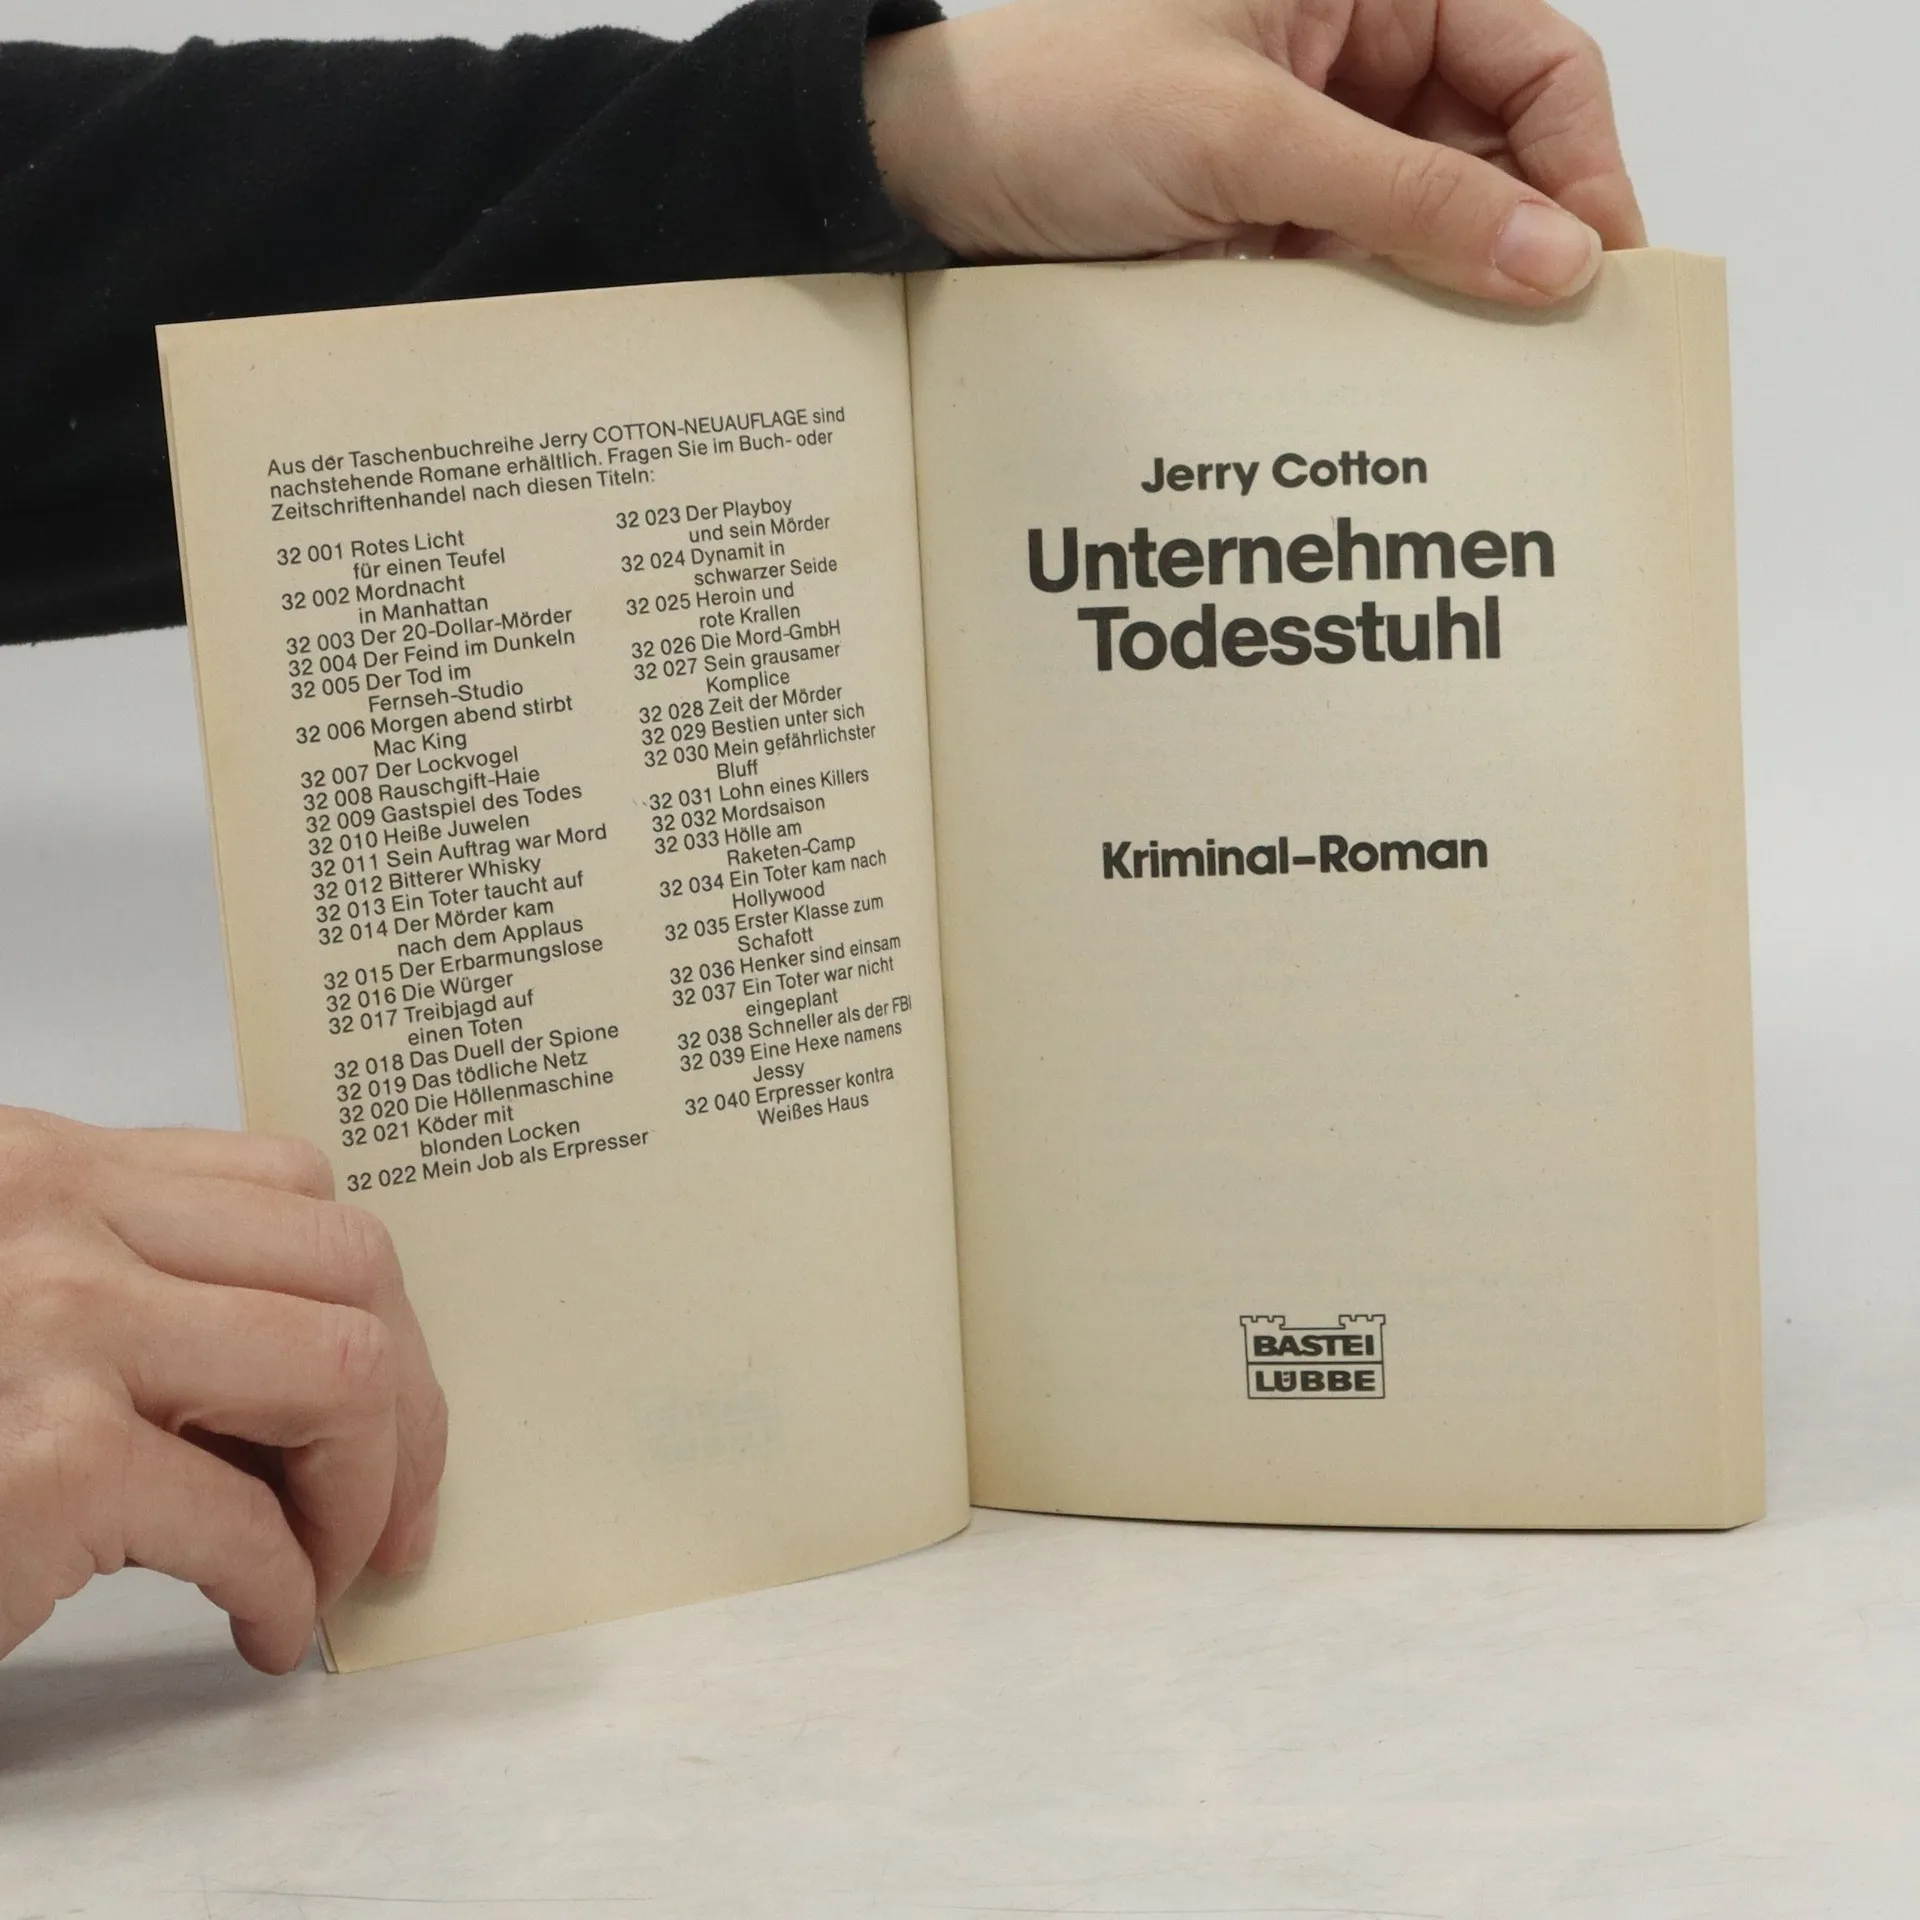 Aus der Taschenbuchreihe Jerry COTTON-NEUAUFLAGE sind
nachstehende Romane erhältlich. Fragen Sie im Buch- oder
Zeitschriftenhandel nach diesen Titeln:
32 001 Rotes Licht
für einen Teufel
32 002 Mordnacht
in Manhattan
32 003 Der 20-Dollar-Mörder
32 004 Der Feind im Dunkeln
32 005 Der Tod im
Fernseh-Studio
32 006 Morgen abend stirbt
Mac King
32 007 Der Lockvogel
32 008 Rauschgift-Haie
32 009 Gastspiel des Todes
32 010 Heiße Juwelen
32 011 Sein Auftrag war Mord
32 012 Bitterer Whisky
32 013 Ein Toter taucht auf
32 014 Der Mörder kam
nach dem Applaus
32 015 Der Erbarmungslose
32 016 Die Würger
32 017 Treibjagd auf
einen Toten
32 018 Das Duell der Spione
32 019 Das tödliche Netz
32 020 Die Höllenmaschine
32 021 Köder mit
blonden Locken
32 022 Mein Job als Erpresser
32 023 Der Playboy
und sein Mörder
32 024 Dynamit in
schwarzer Seide
32 025 Heroin und
rote Krallen
32 026 Die Mord-GmbH
32 027 Sein grausamer
Komplice
32 028 Zeit der Mörder
32 029 Bestien unter sich
32 030 Mein gefährlichster
Bluff
32 031 Lohn eines Killers
32 032 Mordsaison
32 033 Hölle am
Raketen-Camp
32 034 Ein Toter kam nach
Hollywood
32 035 Erster Klasse zum
Schafott
32 036 Henker sind einsam
32 037 Ein Toter war nicht
eingeplant
32 038 Schneller als der FBI
32 039 Eine Hexe namens
Jessy
32 040 Erpresser kontra
Weißes Haus
Jerry Cotton
Unternehmen
Todesstuhl
Kriminal-Roman
BASTEI
LÜBBE